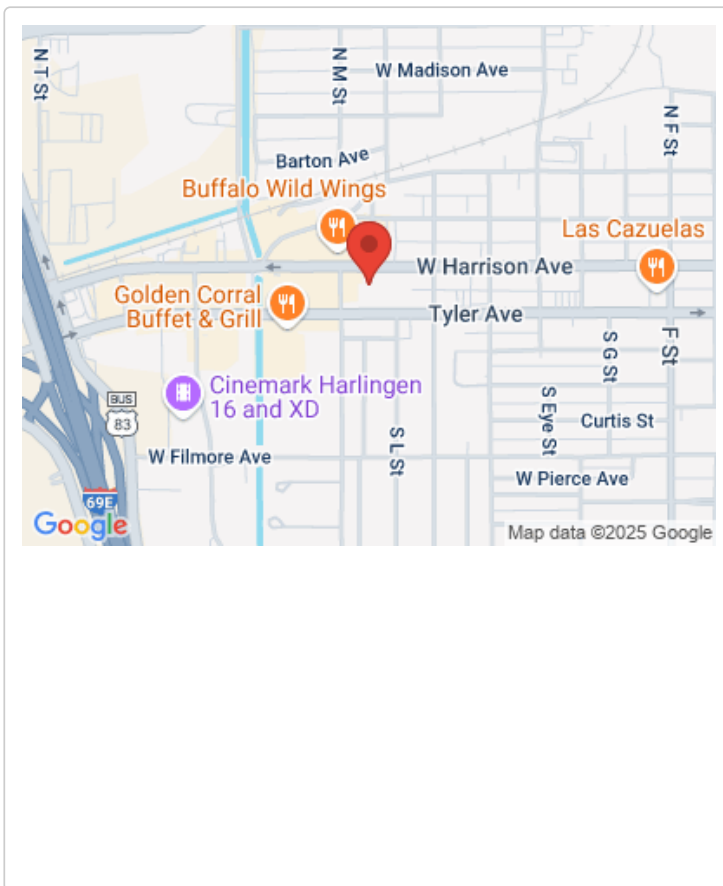 N T St
N M St
W Madison Ave
N F St
Barton Ave
Buffalo Wild Wings
Las Cazuelas
W Harrison Ave
Golden Corral
Buffet & Grill
Tyler Ave
S G St
F St
Cinemark Harlingen
16 and XD
BUS
83
S Eye St
Curtis St
S L St
W Filmore Ave
W Pierce Ave
69E
Google
Map data ©2025 Google